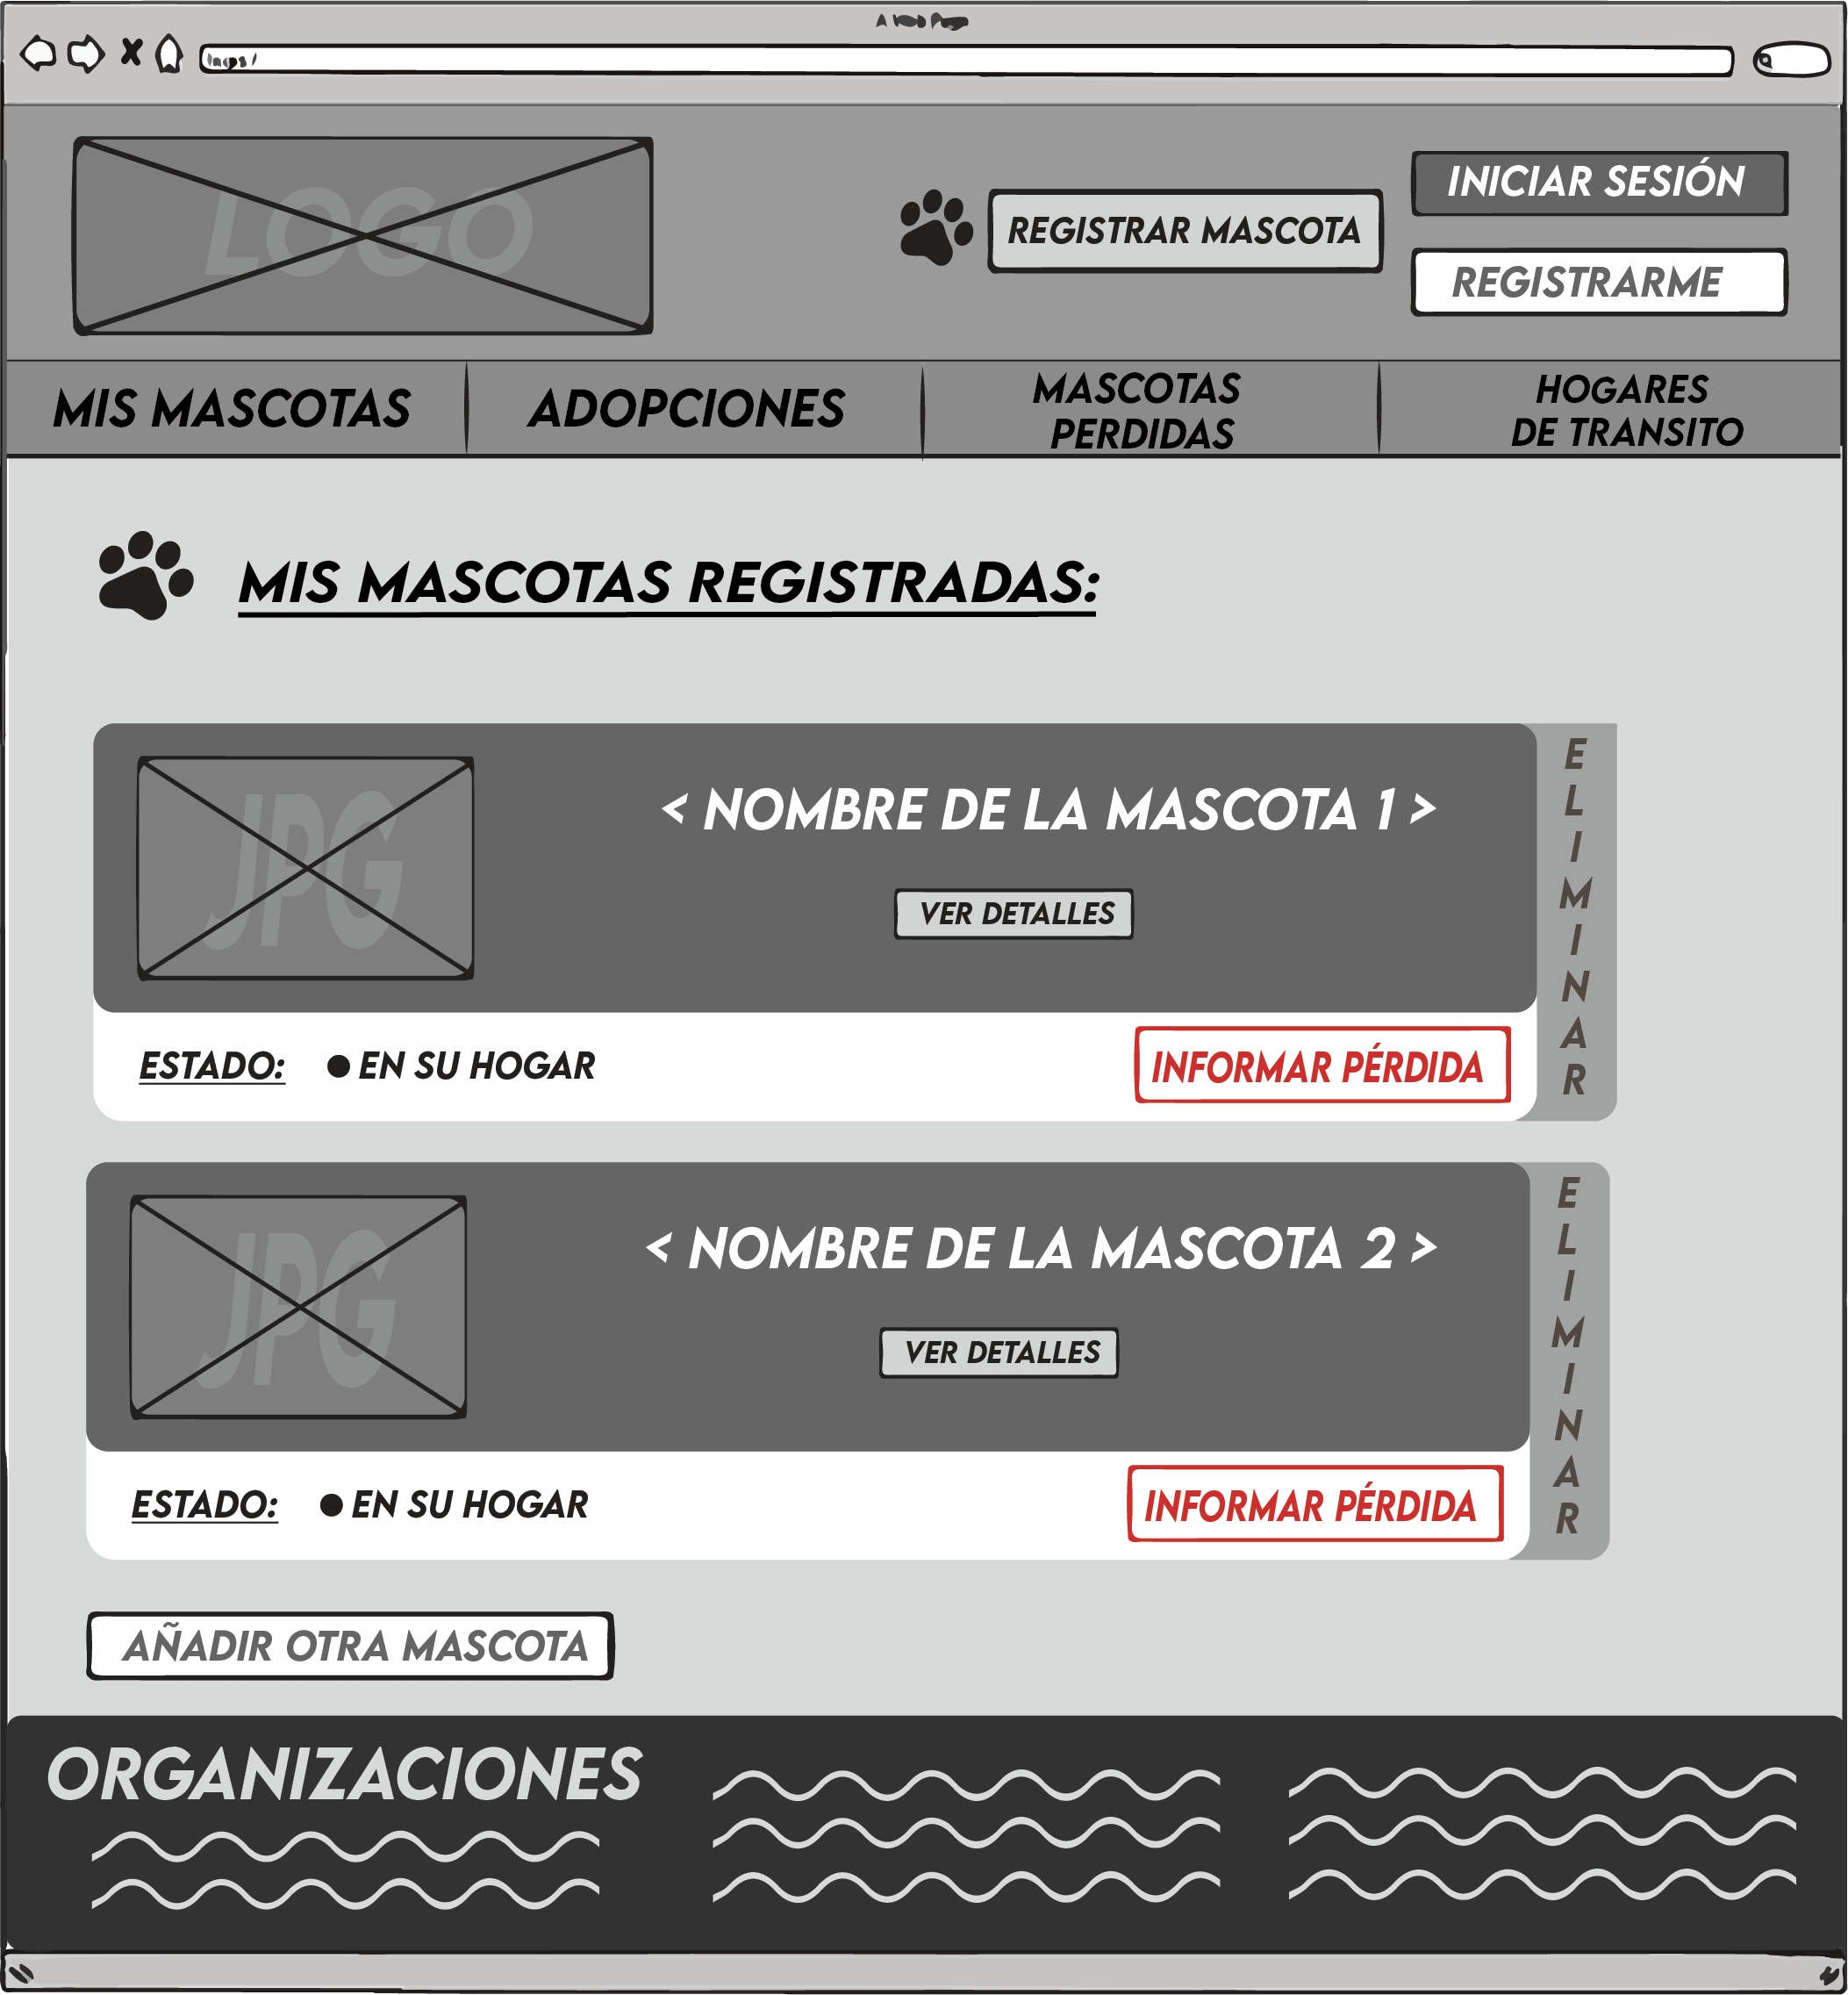 LOGO
REGISTRAR MASCOTA
INICIAR SESIÓN
REGISTRARME
MIS MASCOTAS
ADOPCIONES
MASCOTAS
PERDIDAS
HOGARES
DE TRANSITO
MIS MASCOTAS REGISTRADAS:
JPG
< NOMBRE DE LA MASCOTA 1 >
VER DETALLES
ESTADO: ● EN SU HOGAR
INFORMAR PÉRDIDA
ELIMINAR
JPG
< NOMBRE DE LA MASCOTA 2 >
VER DETALLES
ESTADO: ● EN SU HOGAR
INFORMAR PÉRDIDA
ELIMINAR
AÑADIR OTRA MASCOTA
ORGANIZACIONES